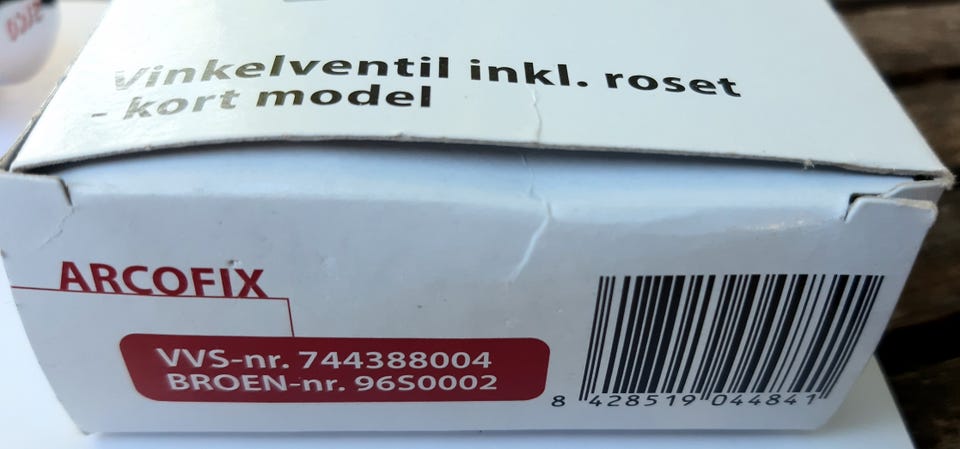 Vinkelventil inkl. roset
- kort model
ARCOFIX
VVS-nr. 744388004
BROEN-nr. 96S0002
8 428519 044841